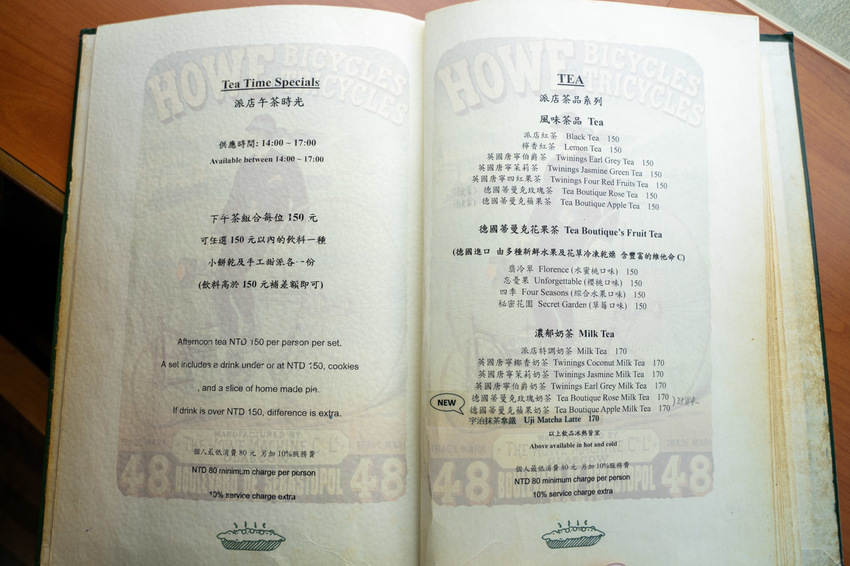 Tea Time Specials
派店午茶時光
供應時間: 14:00 ~ 17:00
Available between 14:00 ~ 17:00
下午茶組合每位 150 元
可任選 150 元以內的飲料一種
小餅乾及手工甜派各一份
(飲料高於 150 元補差額即可)
Afternoon tea NTD 150 per person per set.
A set includes a drink under or at NTD 150, cookies
, and a slice of home made pie.
If drink is over NTD 150, difference is extra.
個人最低消費 80 元 另加 10%服務費
NTD 80 minimum charge per person
10% service charge extra
HOWE BICYCLES TRICYCLES
48 48
TEA
派店茶品系列
風味茶品 Tea
派店紅茶 Black Tea 150
檸香紅茶 Lemon Tea 150
英國唐寧伯爵茶 Twinings Earl Grey Tea 150
英國唐寧茉莉茶 Twinings Jasmine Green Tea 150
英國唐寧四紅果茶 Twinings Four Red Fruits Tea 150
德國蒂曼克玫瑰茶 Tea Boutique Rose Tea 150
德國蒂曼克蘋果茶 Tea Boutique Apple Tea 150
德國蒂曼克花果茶 Tea Boutique's Fruit Tea
(德國進口 由多種新鮮水果及花草冷凍乾燥 含豐富的維他命 C)
翡冷翠 Florence (水蜜桃口味) 150
忘憂果 Unforgettable (櫻桃口味) 150
四季 Four Seasons (綜合水果口味) 150
秘密花園 Secret Garden (草莓口味) 150
濃郁奶茶 Milk Tea
派店特調奶茶 Milk Tea 170
英國唐寧椰香奶茶 Twinings Coconut Milk Tea 170
英國唐寧茉莉奶茶 Twinings Jasmine Milk Tea 170
英國唐寧伯爵奶茶 Twinings Earl Grey Milk Tea 170
德國蒂曼克玫瑰奶茶 Tea Boutique Rose Milk Tea 170
德國蒂曼克蘋果奶茶 Tea Boutique Apple Milk Tea 170
NEW
宇治抹茶拿鐵 Uji Matcha Latte 170
以上飲品冰熱皆宜
Above available in hot and cold
個人最低消費 80 元 另加 10%服務費
NTD 80 minimum charge per person
10% service charge extra
HOWE BICYCLES TRICYCLES
TRADE MARK
48 48